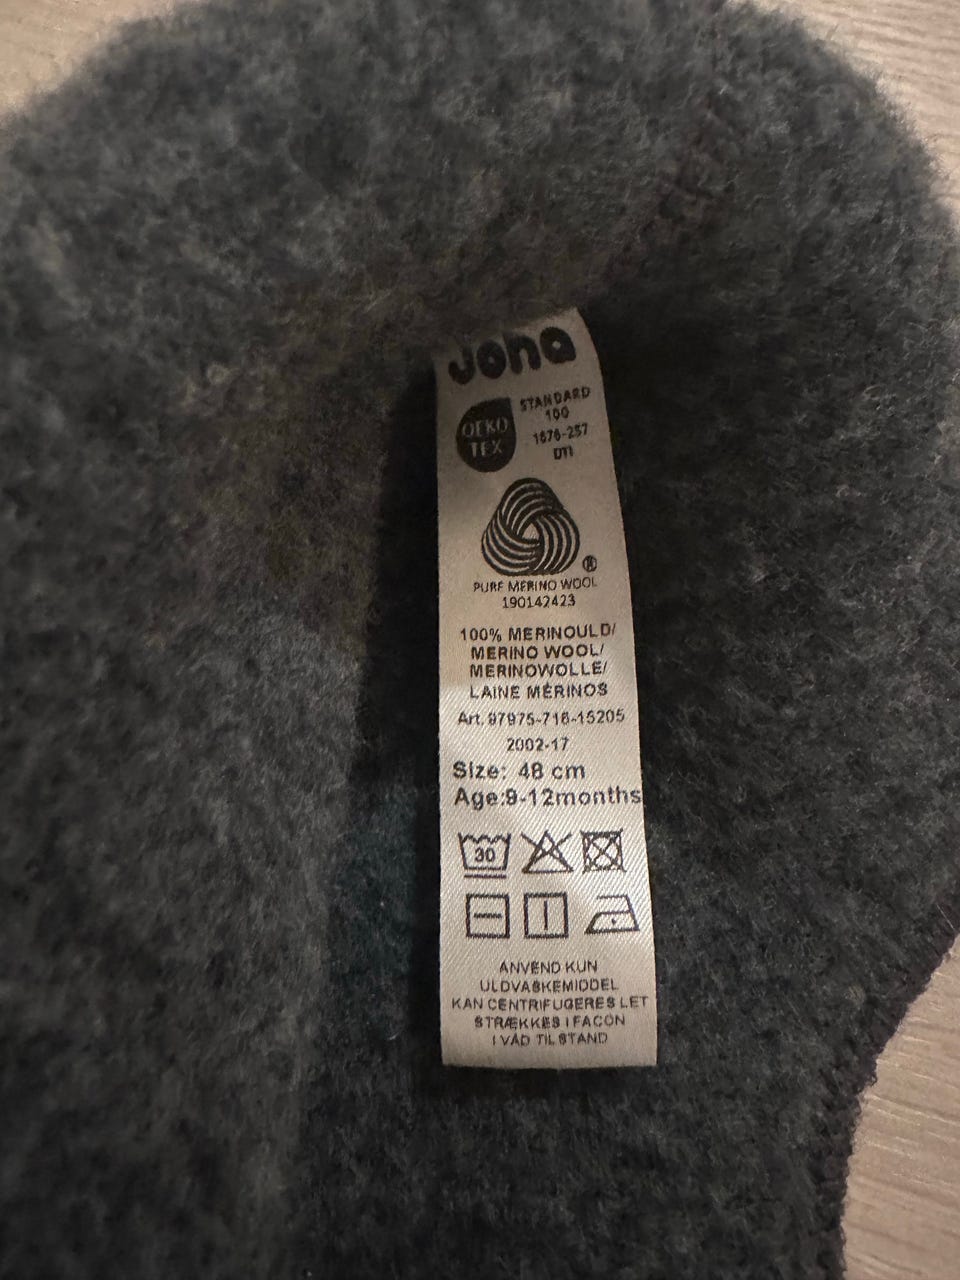 Joha
OEKO
TEX
STANDARD
100
1676-237
DTI
®
PURE MERINO WOOL
190142423
100% MERINOULD/
MERINO WOOL/
MERINOWOLLE/
LAINE MÉRINOS
Art. 97975-716-15205
2002-17
Size: 48 cm
Age:9-12months
30
ANVEND KUN
ULDVASKEMIDDEL
KAN CENTRIFUGERES LET
STRÆKKES I FACON
I VÅD TILSTAND